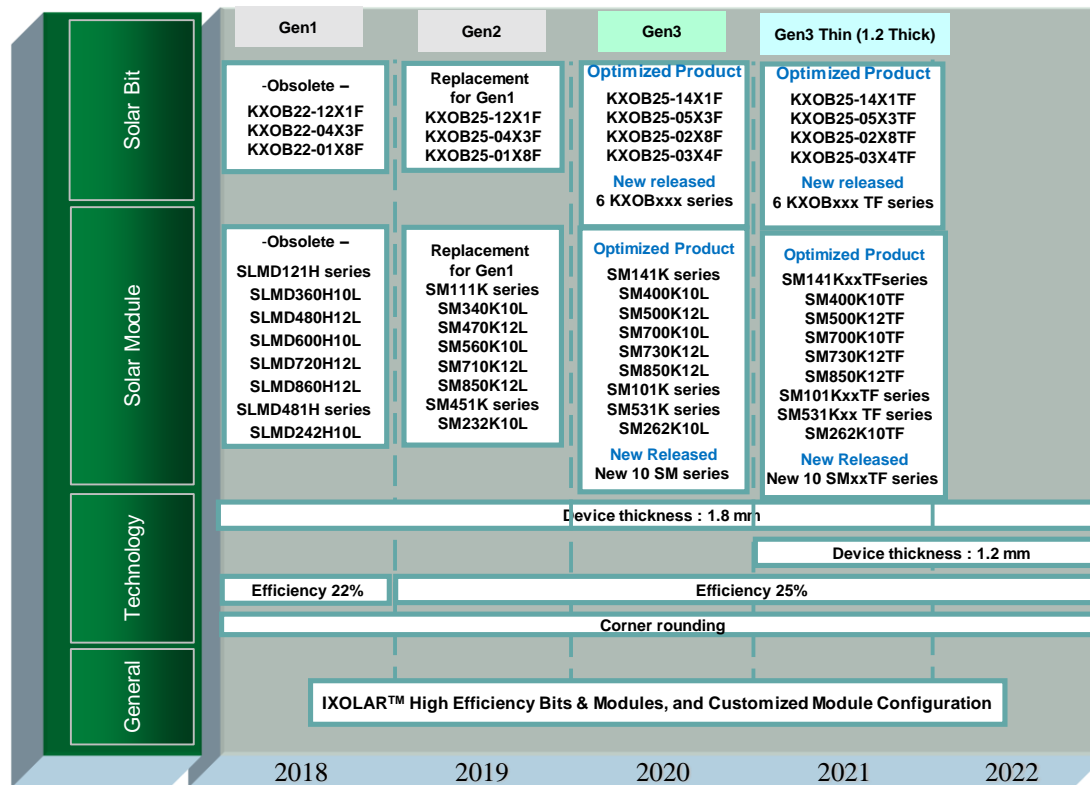 Gen1
Gen2
Gen3
Gen3 Thin (1.2 Thick)
Solar Bit
-Obsolete –
KXOB22-12X1F
KXOB22-04X3F
KXOB22-01X8F
Replacement
for Gen1
KXOB25-12X1F
KXOB25-04X3F
KXOB25-01X8F
Optimized Product
KXOB25-14X1F
KXOB25-05X3F
KXOB25-02X8F
KXOB25-03X4F
New released
6 KXOBxxx series
Optimized Product
KXOB25-14X1TF
KXOB25-05X3TF
KXOB25-02X8TF
KXOB25-03X4TF
New released
6 KXOBxxx TF series
Solar Module
-Obsolete –
SLMD121H series
SLMD360H10L
SLMD480H12L
SLMD600H10L
SLMD720H12L
SLMD860H12L
SLMD481H series
SLMD242H10L
Replacement
for Gen1
SM111K series
SM340K10L
SM470K12L
SM560K10L
SM710K12L
SM850K12L
SM451K series
SM232K10L
Optimized Product
SM141K series
SM400K10L
SM500K12L
SM700K10L
SM730K12L
SM850K12L
SM101K series
SM531K series
SM262K10L
New Released
New 10 SM series
Optimized Product
SM141KxxTFseries
SM400K10TF
SM500K12TF
SM700K10TF
SM730K12TF
SM850K12TF
SM101KxxTF series
SM531Kxx TF series
SM262K10TF
New Released
New 10 SMxxTF series
Technology
Device thickness : 1.8 mm
Device thickness : 1.2 mm
Efficiency 22%
Efficiency 25%
Corner rounding
General
IXOLAR™ High Efficiency Bits & Modules, and Customized Module Configuration
2018
2019
2020
2021
2022